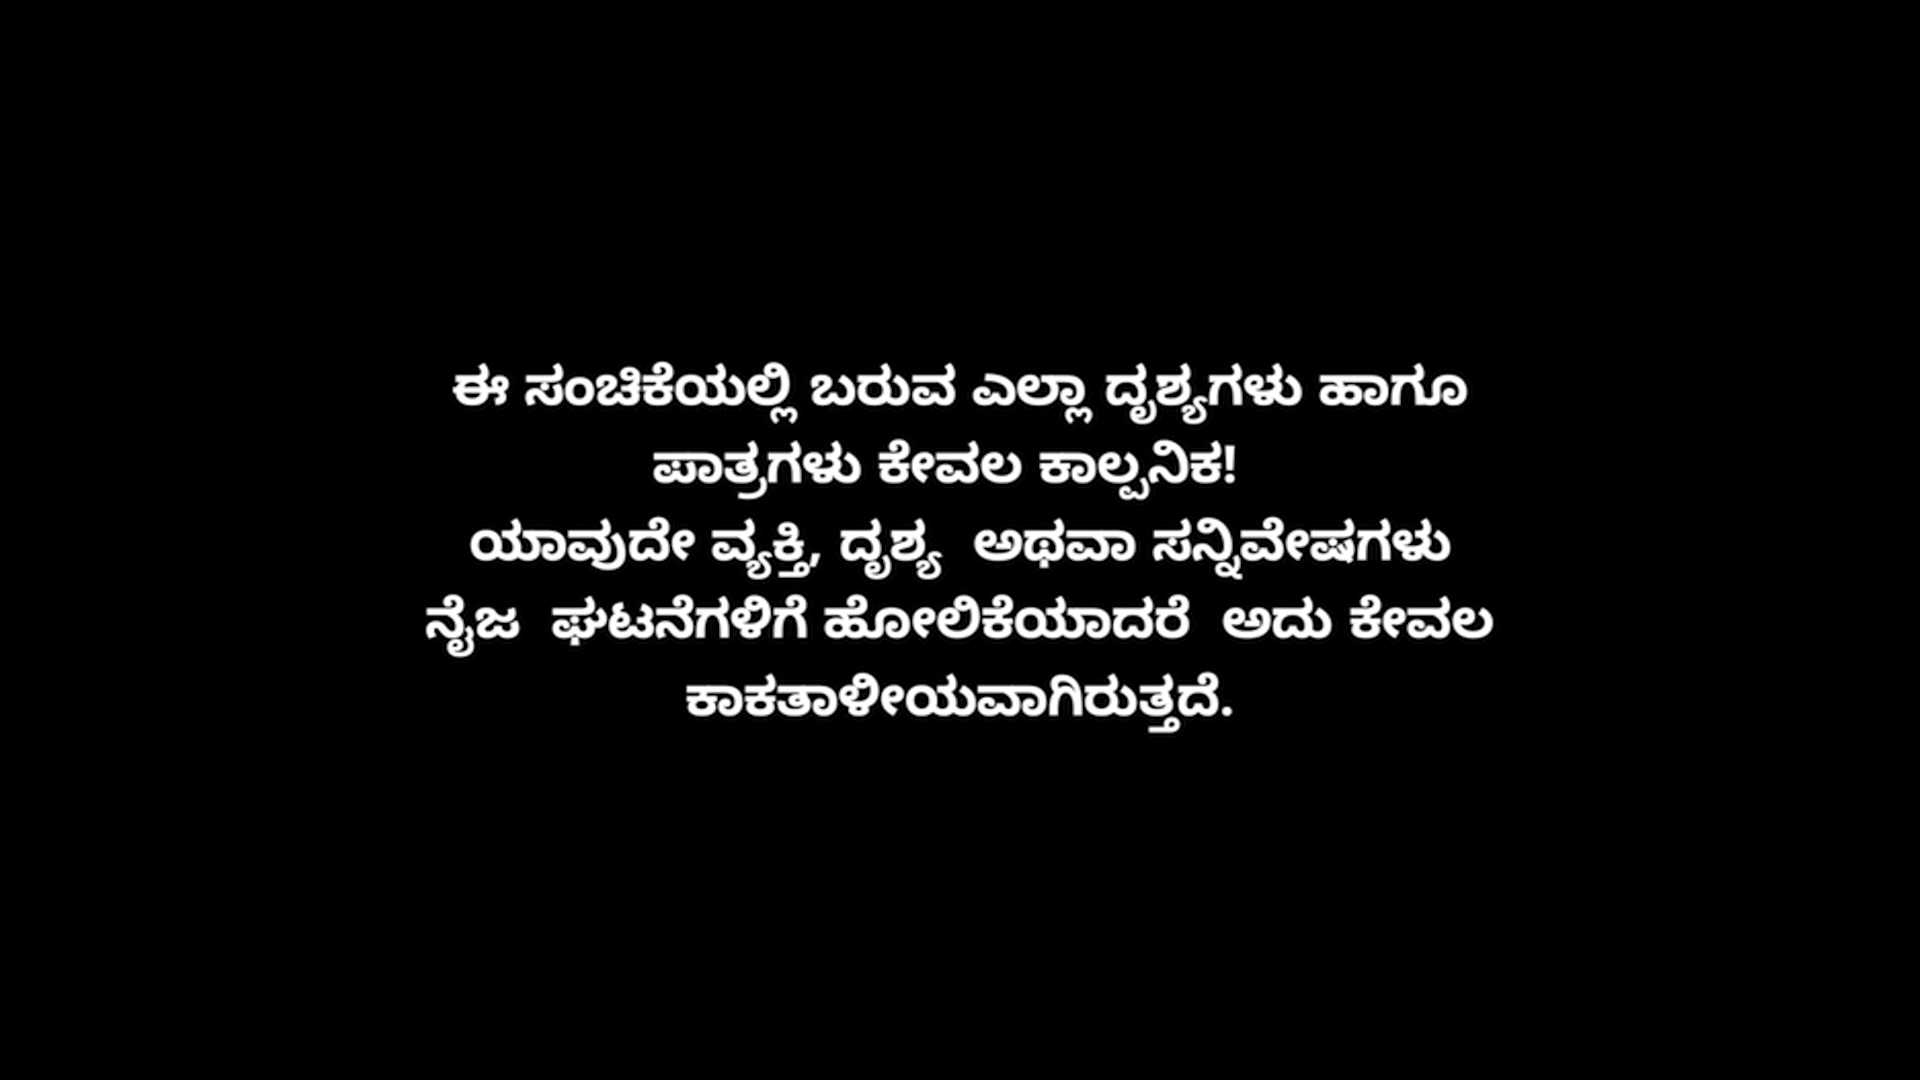 ಈ ಸಂಚಿಕೆಯಲ್ಲಿ ಬರುವ ಎಲ್ಲಾ ದೃಶ್ಯಗಳು ಹಾಗೂ
ಪಾತ್ರಗಳು ಕೇವಲ ಕಾಲ್ಪನಿಕ!
ಯಾವುದೇ ವ್ಯಕ್ತಿ, ದೃಶ್ಯ ಅಥವಾ ಸನ್ನಿವೇಷಗಳು
ನೈಜ ಘಟನೆಗಳಿಗೆ ಹೋಲಿಕೆಯಾದರೆ ಅದು ಕೇವಲ
ಕಾಕತಾಳೀಯವಾಗಿರುತ್ತದೆ.